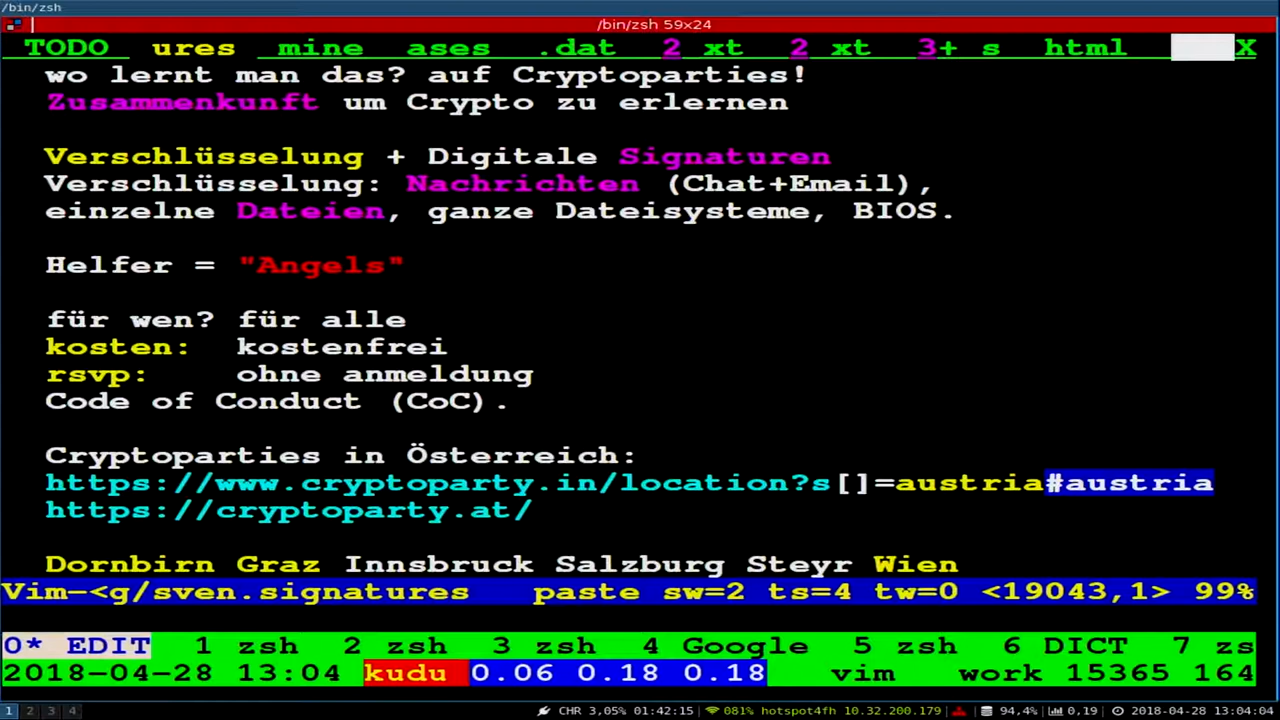 /bin/zsh
/bin/zsh 59x24
TODO ures mine ases .dat 2 xt 2 xt 3+ s html X
wo lernt man das? auf Cryptoparties!
Zusammenkunft um Crypto zu erlernen
Verschlüsselung + Digitale Signaturen
Verschlüsselung: Nachrichten (Chat+Email),
einzelne Dateien, ganze Dateisysteme, BIOS.
Helfer = "Angels"
für wen? für alle
kosten: kostenfrei
rsvp: ohne anmeldung
Code of Conduct (CoC).
Cryptoparties in Österreich:
https://www.cryptoparty.in/location?s[]=austria#austria
https://cryptoparty.at/
Dornbirn Graz Innsbruck Salzburg Steyr Wien
Vim-<g/sven.signatures paste sw=2 ts=4 tw=0 <19043,1> 99%
0* EDIT 1 zsh 2 zsh 3 zsh 4 Google 5 zsh 6 DICT 7 zs
2018-04-28 13:04 kudu 0.06 0.18 0.18 vim work 15365 164
1 2 3 4 CHR 3,05% 01:42:15 081% hotspot4fh 10.32.200.179 94,4% 0,19 2018-04-28 13:04:04